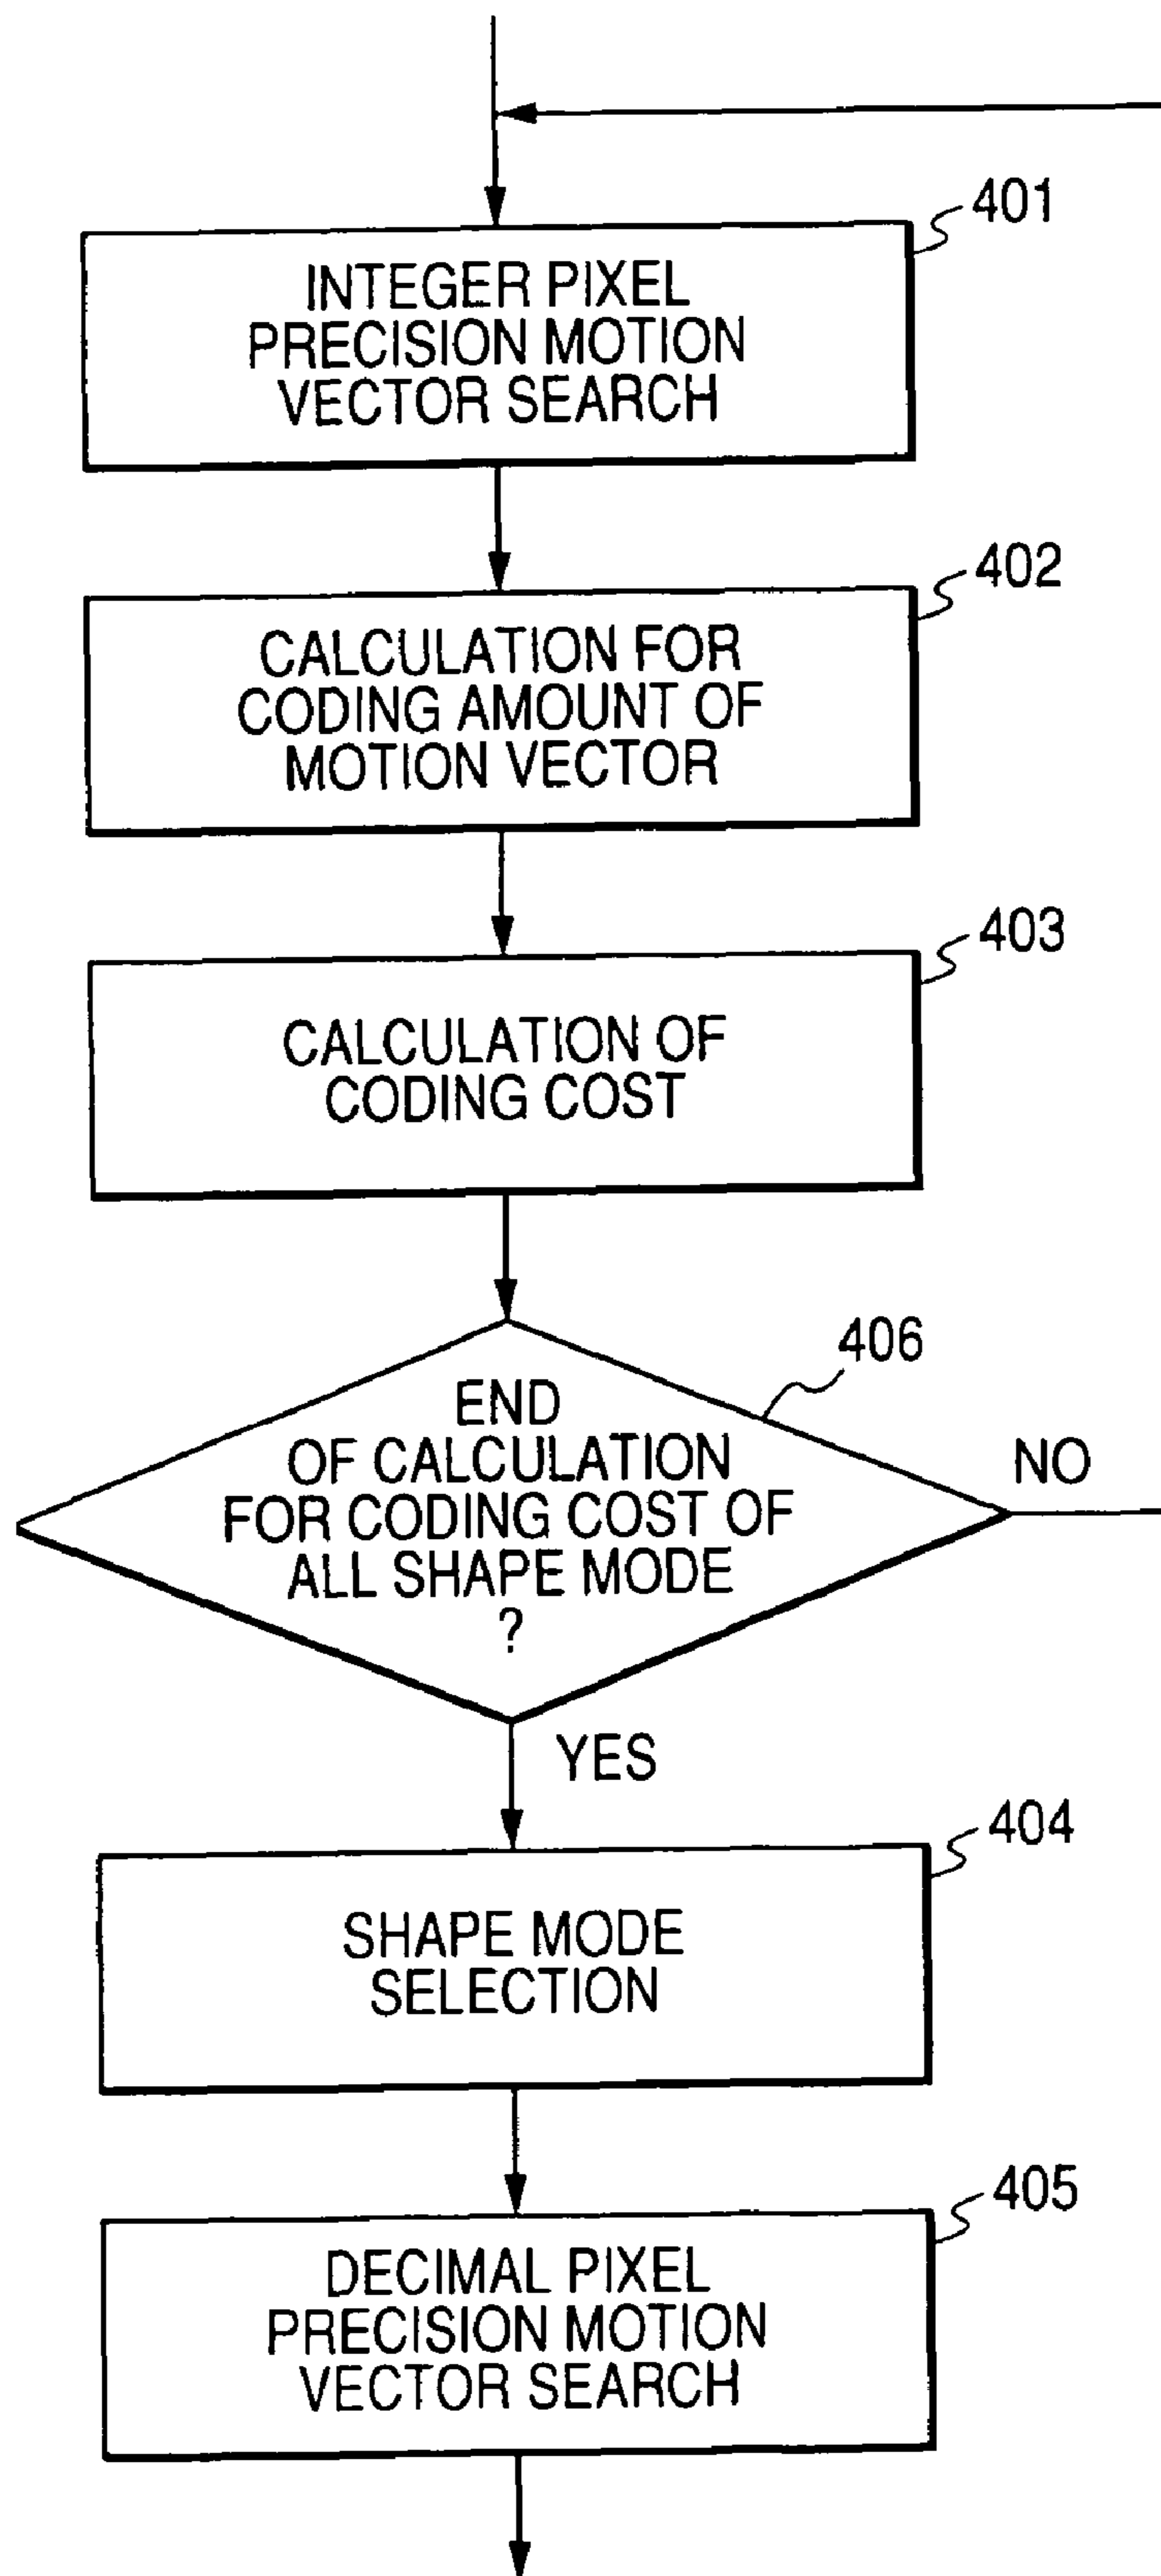 401
INTEGER PIXEL
PRECISION MOTION
VECTOR SEARCH
402
CALCULATION FOR
CODING AMOUNT OF
MOTION VECTOR
403
CALCULATION OF
CODING COST
406
END
OF CALCULATION
FOR CODING COST OF
ALL SHAPE MODE
?
NO
YES
404
SHAPE MODE
SELECTION
405
DECIMAL PIXEL
PRECISION MOTION
VECTOR SEARCH